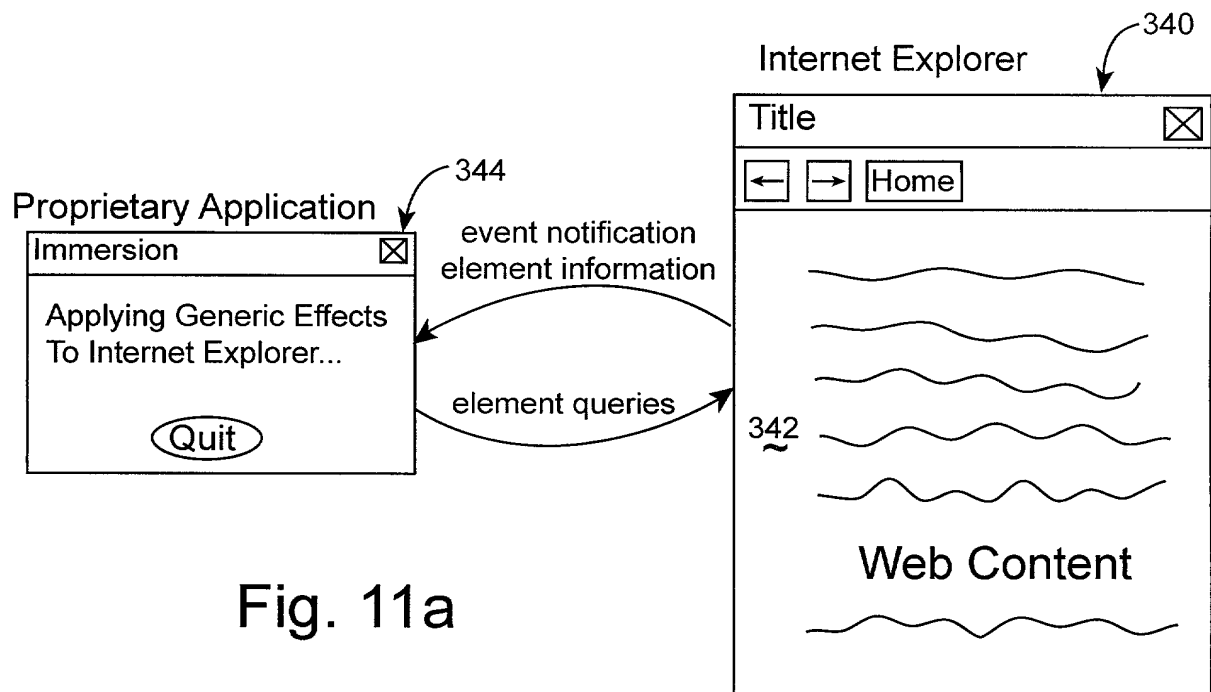 340
Internet Explorer
Title
Home
344
Proprietary Application
Immersion
Applying Generic Effects
To Internet Explorer...
Quit
event notification
element information
element queries
342
Web Content
Fig. 11a